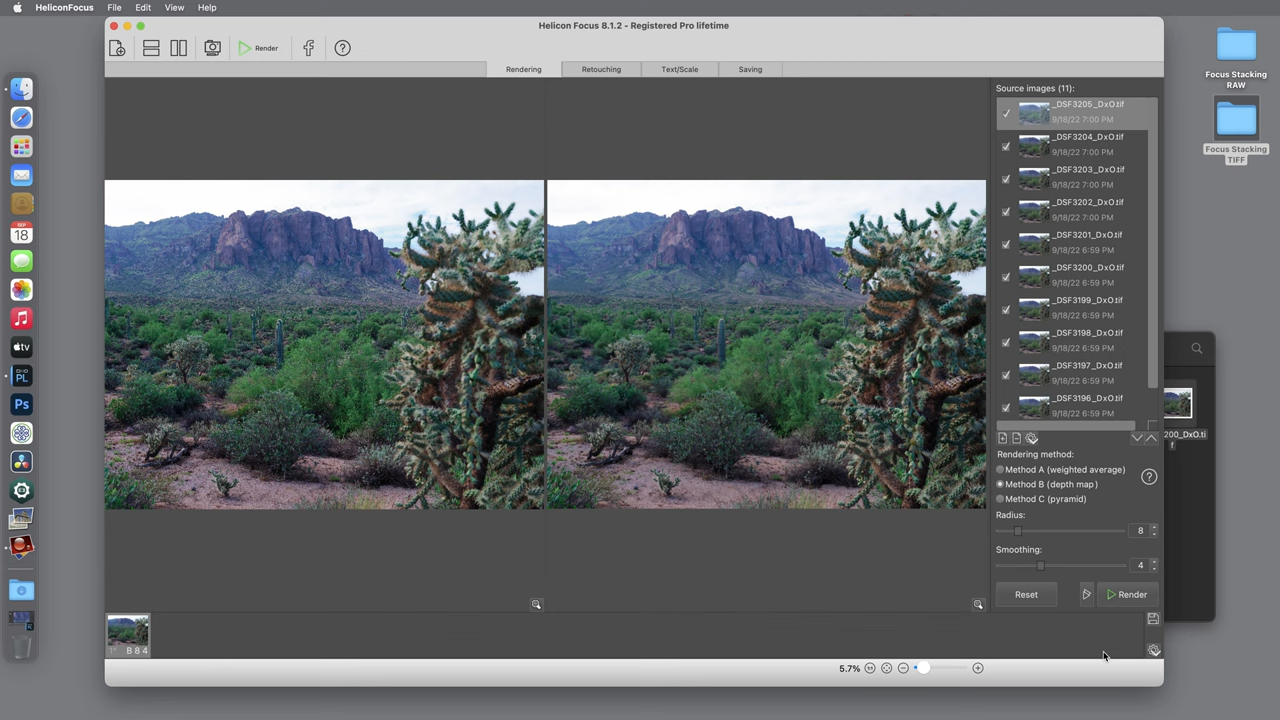 HeliconFocus File Edit View Help
Helicon Focus 8.1.2 - Registered Pro lifetime
Render
Rendering Retouching Text/Scale Saving
Source images (11):
_DSF3205_DxO.tif
9/18/22 7:00 PM
_DSF3204_DxO.tif
9/18/22 7:00 PM
_DSF3203_DxO.tif
9/18/22 7:00 PM
_DSF3202_DxO.tif
9/18/22 7:00 PM
_DSF3201_DxO.tif
9/18/22 6:59 PM
_DSF3200_DxO.tif
9/18/22 6:59 PM
_DSF3199_DxO.tif
9/18/22 6:59 PM
_DSF3198_DxO.tif
9/18/22 6:59 PM
_DSF3197_DxO.tif
9/18/22 6:59 PM
_DSF3196_DxO.tif
9/18/22 6:59 PM
Rendering method:
Method A (weighted average)
Method B (depth map)
Method C (pyramid)
Radius:
8
Smoothing:
4
Reset Render
B 8 4
5.7%
Focus Stacking
RAW
Focus Stacking
TIFF
200_DxO.ti
f
SEP
18
tv
PL
Ps